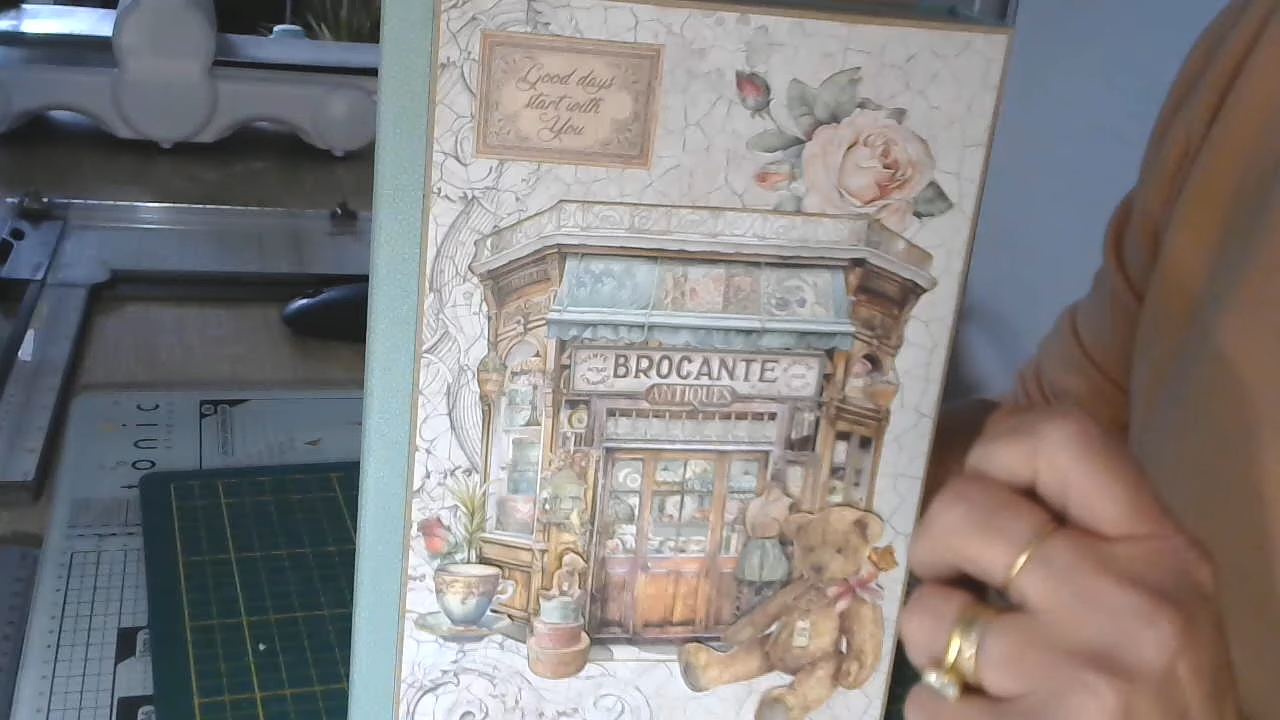 Good days
start with
You
BROCANTE
ANTIQUES
onic